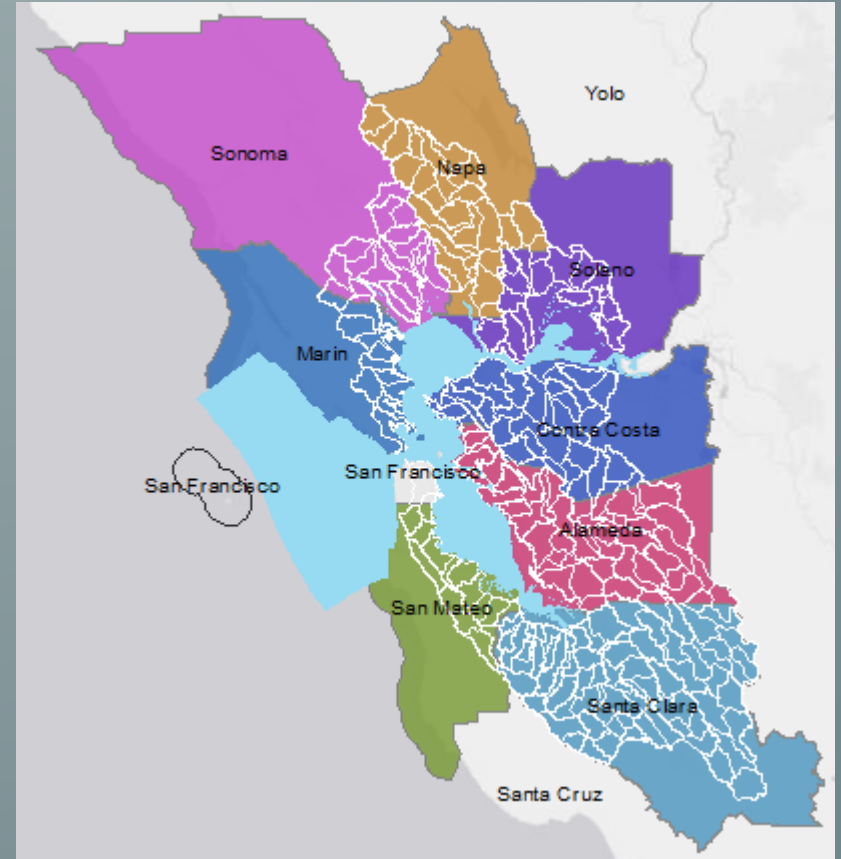 Yolo
Sonoma
Napa
Solano
Marin
Contra Costa
San Francisco
San Francisco
Alameda
San Mateo
Santa Clara
Santa Cruz